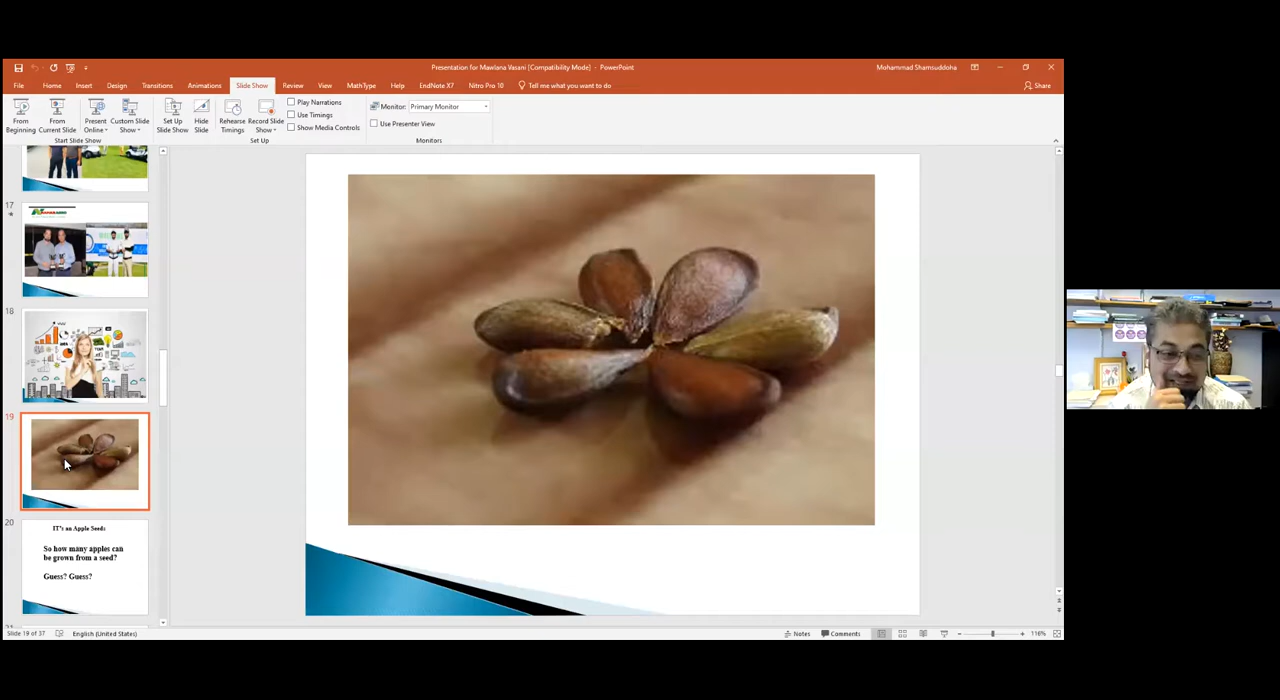 Presentation for Mawlana Vasani [Compatibility Mode] - PowerPoint
Mohammad Shamsuddoha
File Home Insert Design Transitions Animations Slide Show Review View MathType Help EndNote X7 Nitro Pro 10 Tell me what you want to do
Share
From Beginning
From Current Slide
Present Online
Custom Slide Show
Start Slide Show
Set Up Slide Show
Hide Slide
Rehearse Timings
Record Slide Show
Play Narrations
Use Timings
Show Media Controls
Set Up
Monitor: Primary Monitor
Use Presenter View
Monitors
17
18
19
20
IT's an Apple Seeds
So how many apples can
be grown from a seed?
Guess? Guess?
Slide 19 of 37
English (United States)
Notes
Comments
116%